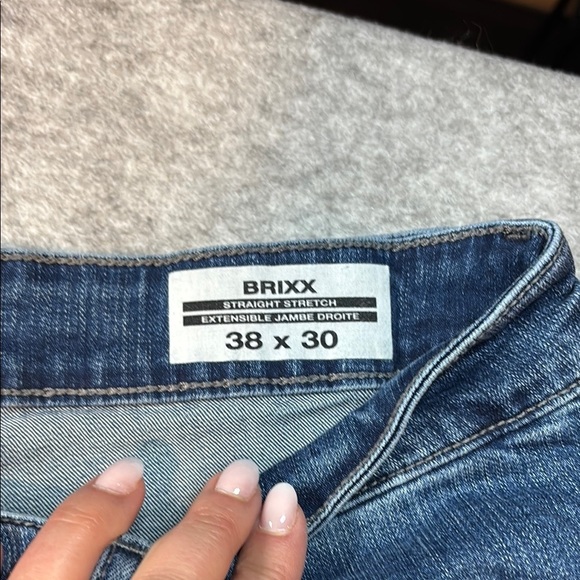 BRIXX
STRAIGHT STRETCH
EXTENSIBLE JAMBE DROITE
38 x 30